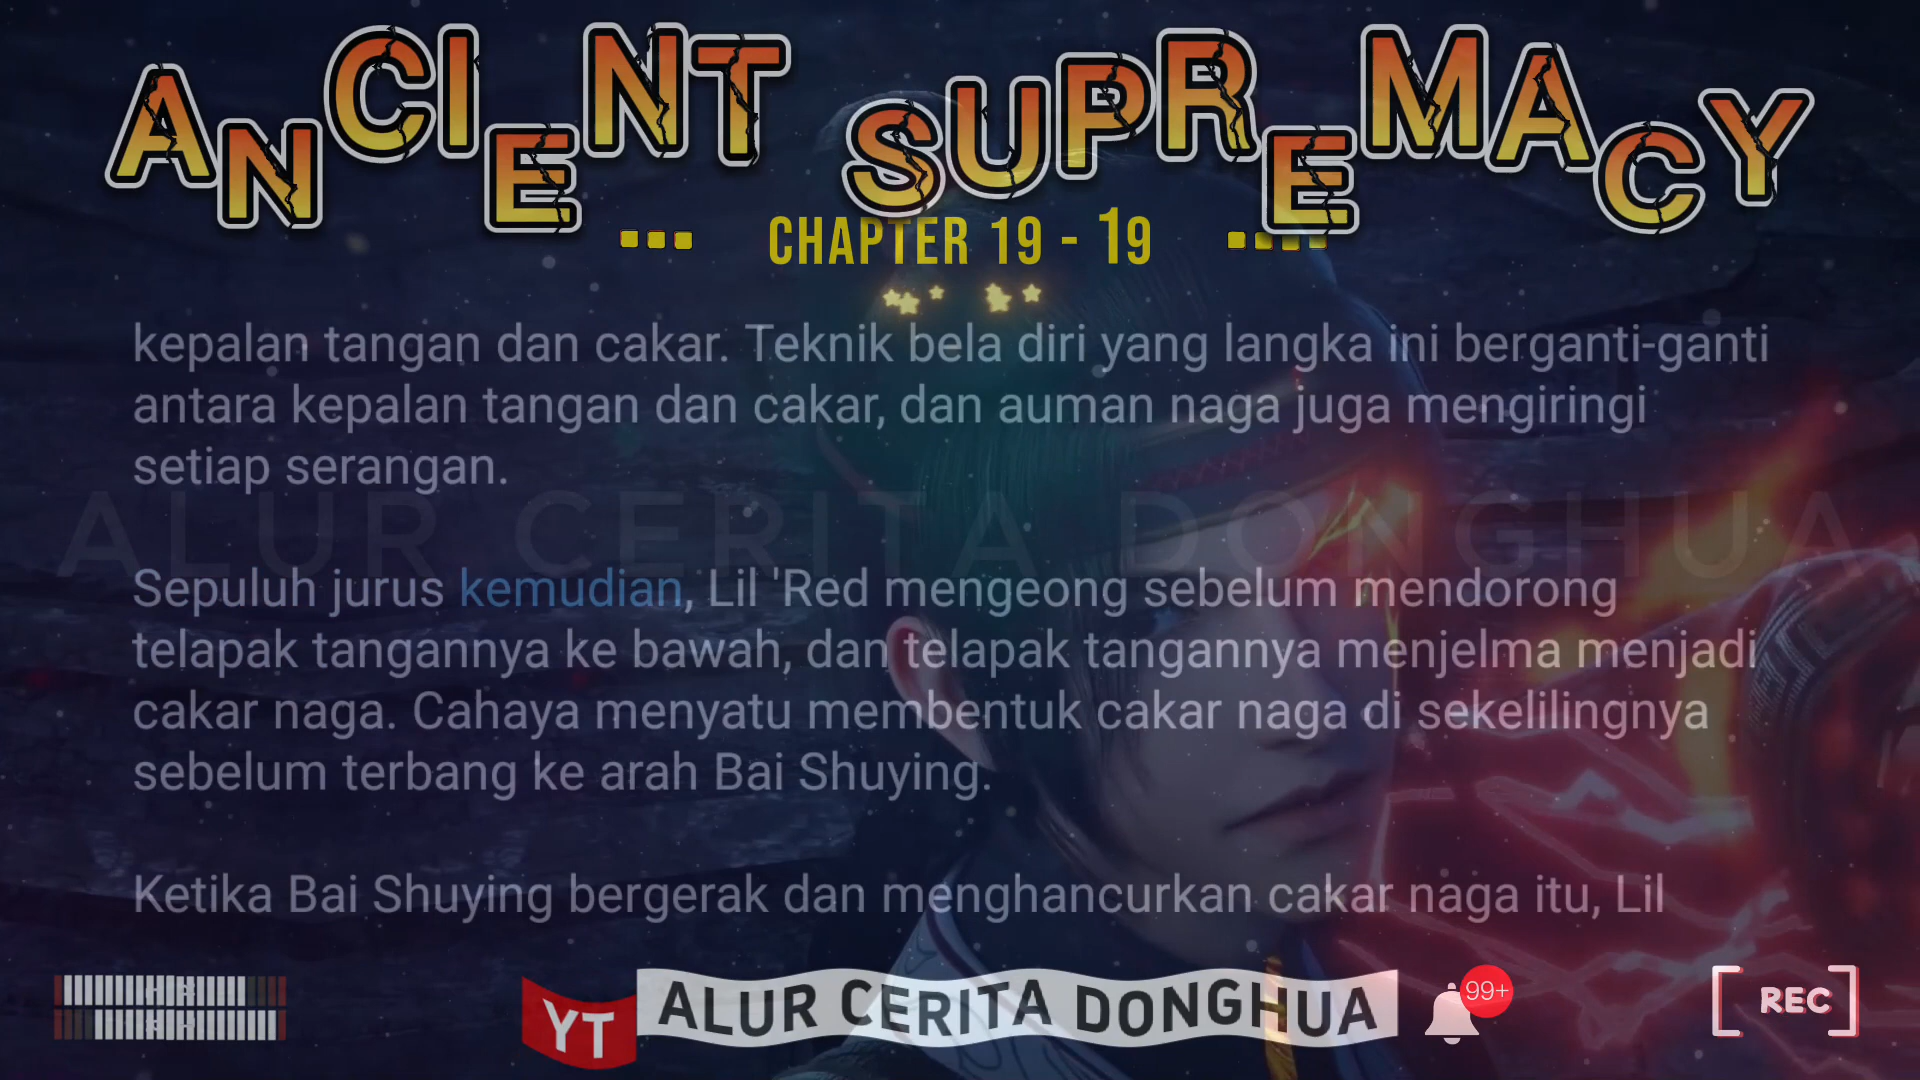 ANCIENT SUPREMACY
CHAPTER 19 - 19
kepalan tangan dan cakar. Teknik bela diri yang langka ini berganti-ganti
antara kepalan tangan dan cakar, dan auman naga juga mengiringi
setiap serangan.
ALUR CERITA DONGHUA
Sepuluh jurus kemudian, Lil 'Red mengeong sebelum mendorong
telapak tangannya ke bawah, dan telapak tangannya menjelma menjadi
cakar naga. Cahaya menyatu membentuk cakar naga di sekelilingnya
sebelum terbang ke arah Bai Shuying.
Ketika Bai Shuying bergerak dan menghancurkan cakar naga itu, Lil
YT ALUR CERITA DONGHUA 99+ REC